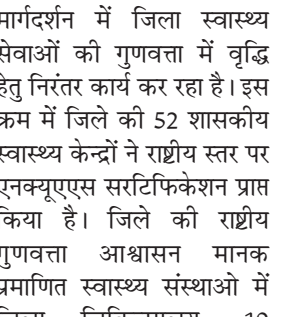 मार्गदर्शन में जिला स्वास्थ्य
सेवाओं की गुणवत्ता में वृद्धि
हेतु निरंतर कार्य कर रहा है। इस
क्रम में जिले की 52 शासकीय
स्वास्थ्य केन्द्रों ने राष्ट्रीय स्तर पर
एनक्यूएएस सरटिफिकेशन प्राप्त
किया है। जिले की राष्ट्रीय
गुणवत्ता आश्वासन मानक
प्रमाणित स्वास्थ्य संस्थाओ में